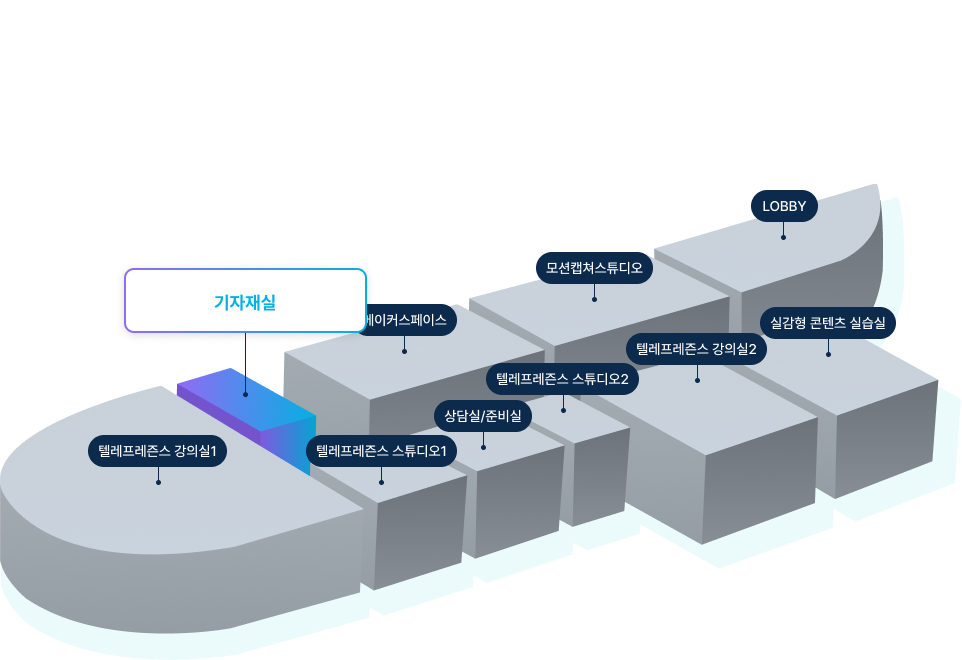 LOBBY
모션캡쳐스튜디오
기자재실
메이커스페이스
실감형 콘텐츠 실습실
텔레프레즌스 강의실2
텔레프레즌스 스튜디오2
상담실/준비실
텔레프레즌스 강의실1
텔레프레즌스 스튜디오1